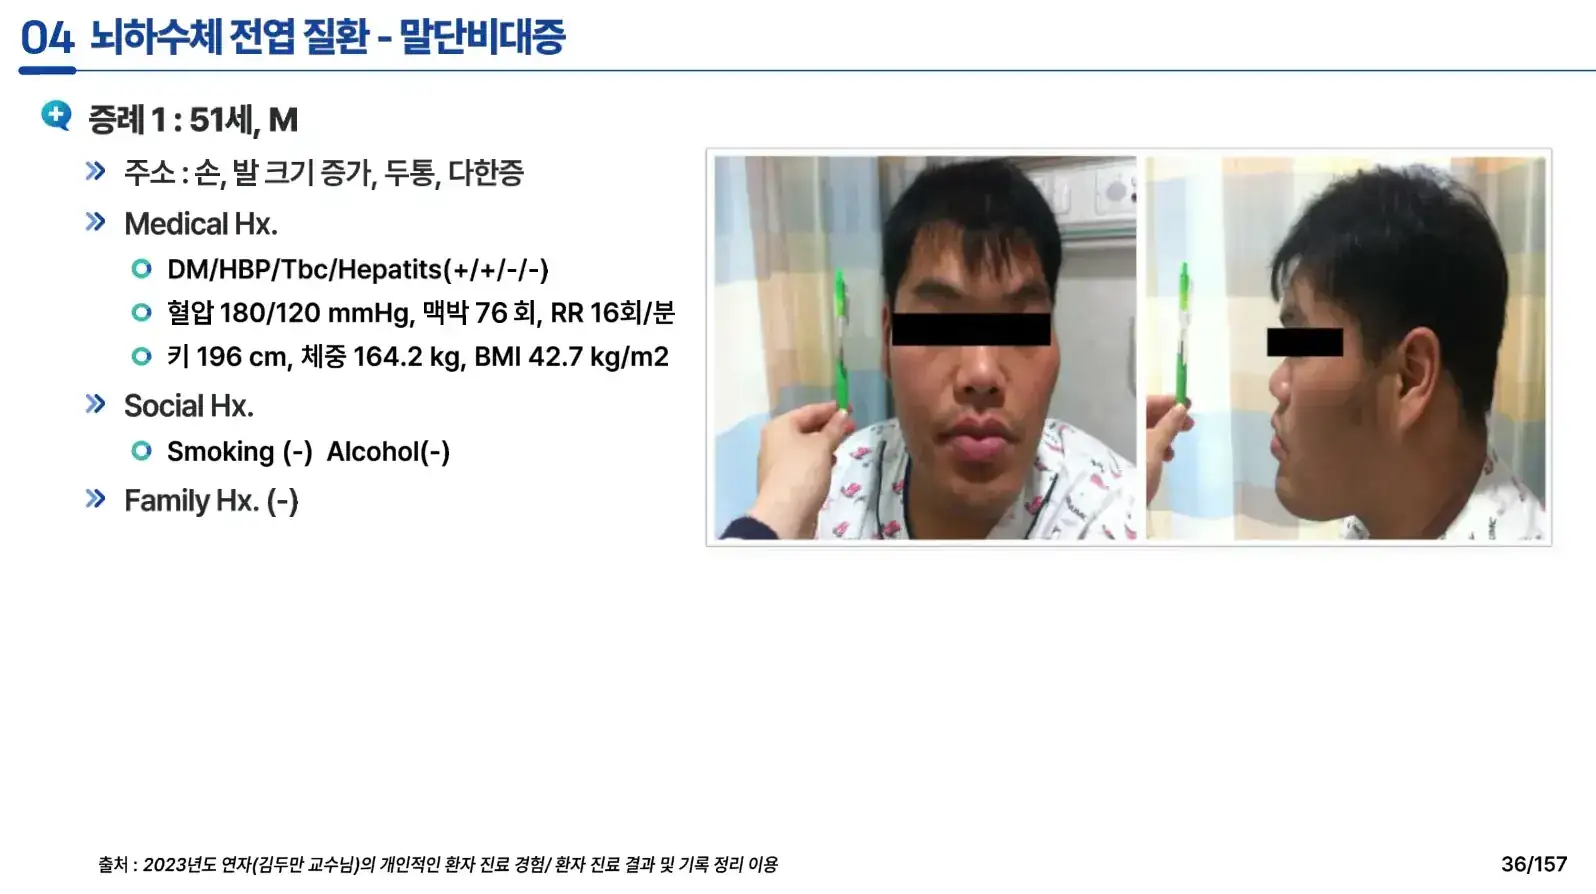 04 뇌하수체 전엽 질환 - 말단비대증
증례 1 : 51세, M
주소 : 손, 발 크기 증가, 두통, 다한증
Medical Hx.
DM/HBP/Tbc/Hepatits(+/+/-/-)
혈압 180/120 mmHg, 맥박 76 회, RR 16회/분
키 196 cm, 체중 164.2 kg, BMI 42.7 kg/m2
Social Hx.
Smoking (-) Alcohol(-)
Family Hx. (-)
출처 : 2023년도 연자(김두만 교수님)의 개인적인 환자 진료 경험/ 환자 진료 결과 및 기록 정리 이용
36/157